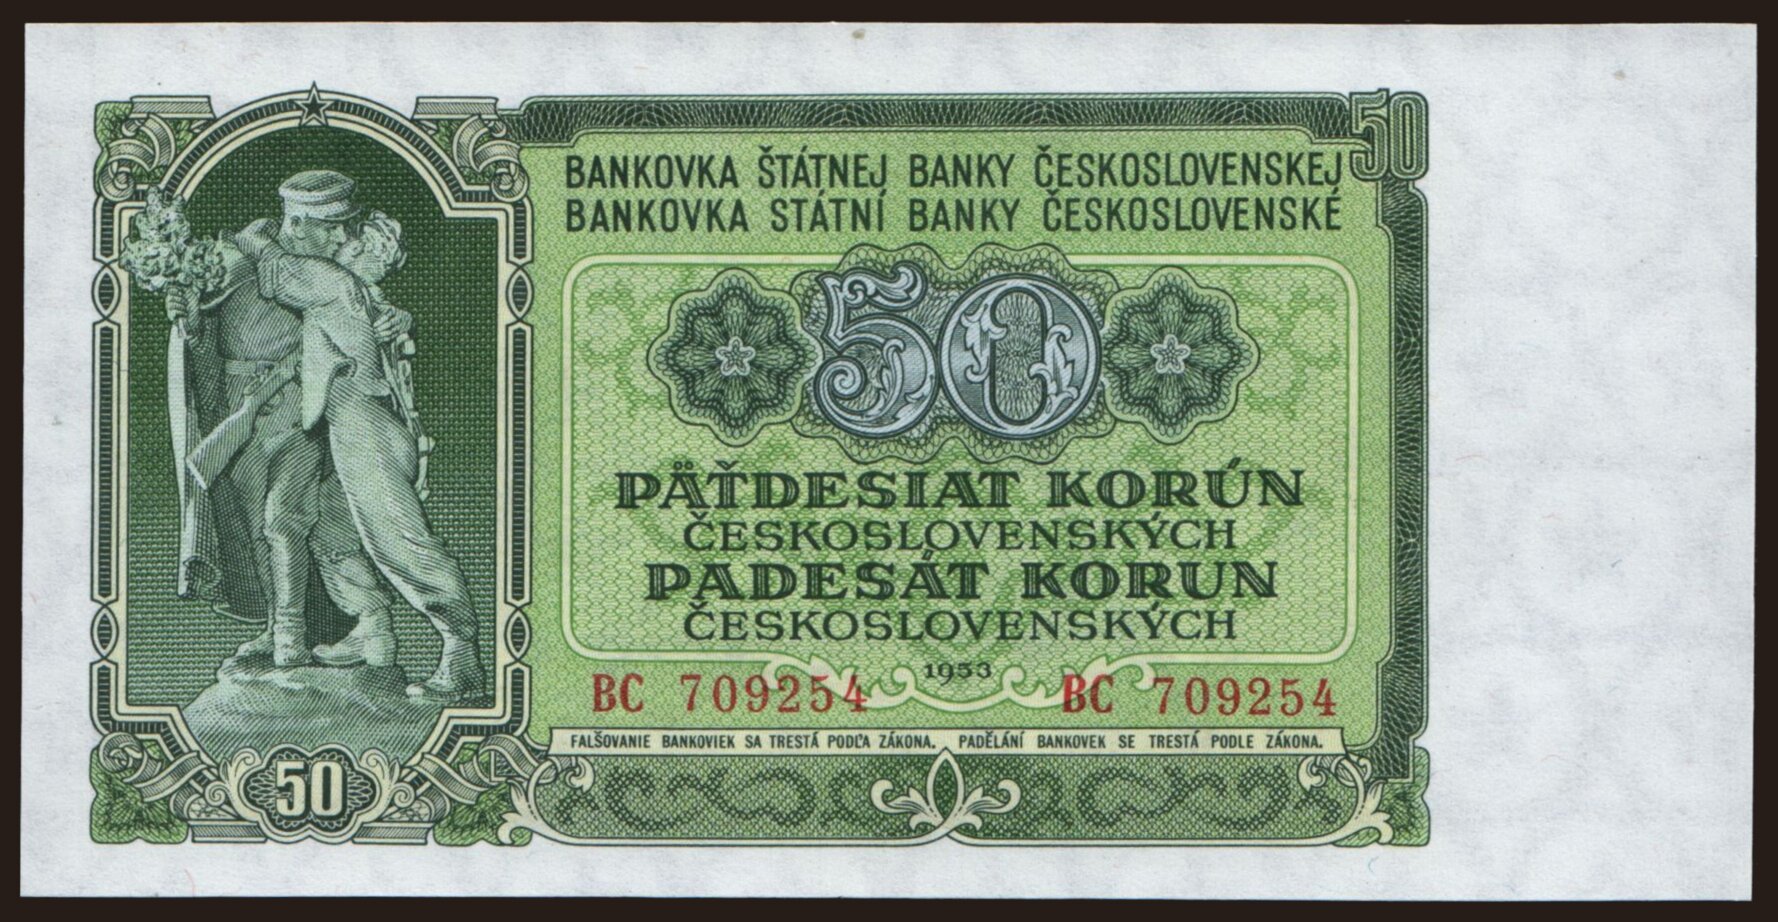 50
BANKOVKA ŠTÁTNEJ BANKY ČESKOSLOVENSKEJ
BANKOVKA STÁTNÍ BANKY ČESKOSLOVENSKÉ
50
PÄŤDESIAT KORÚN
ČESKOSLOVENSKÝCH
PADESÁT KORUN
ČESKOSLOVENSKÝCH
1953
BC 709254 BC 709254
FALŠOVANIE BANKOVIEK SA TRESTÁ PODĽA ZÁKONA. PADĚLÁNÍ BANKOVEK SE TRESTÁ PODLE ZÁKONA.
50